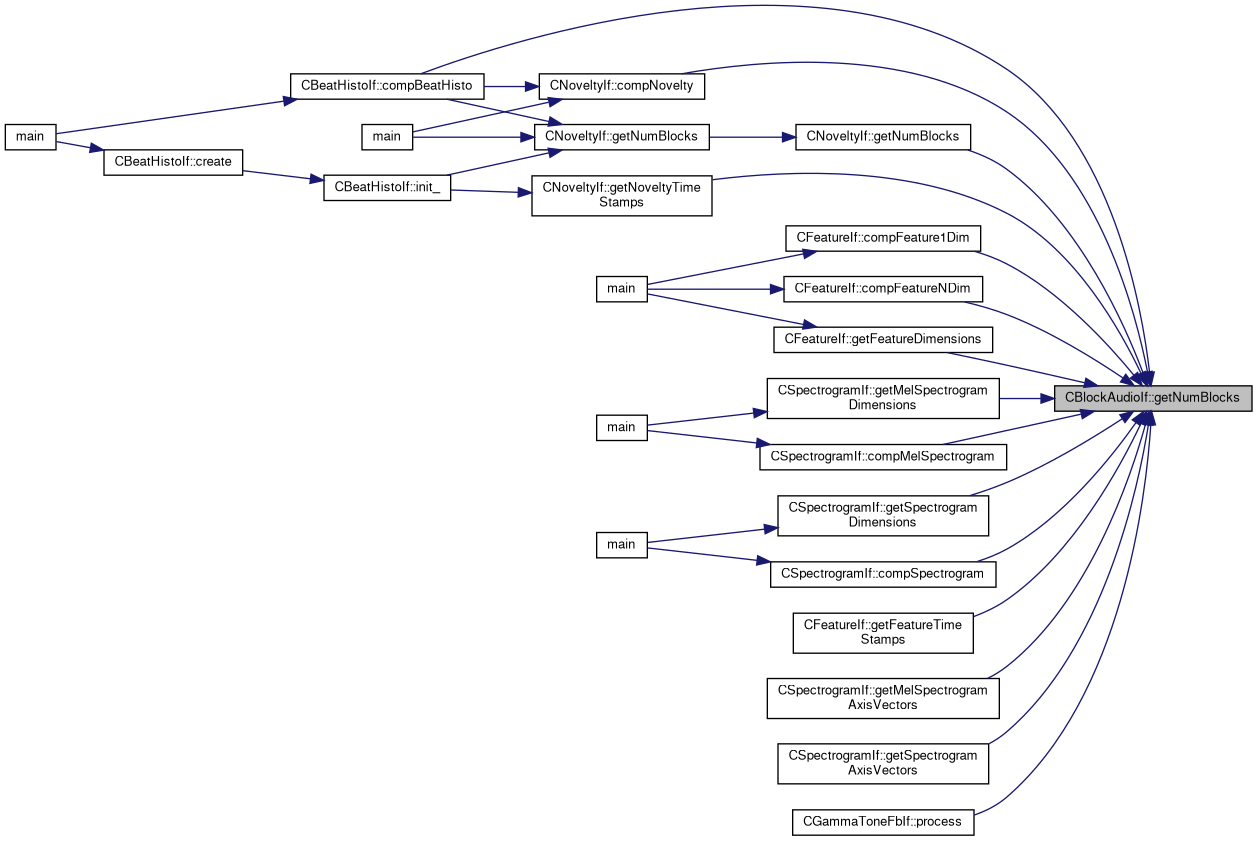 CBeatHistoIf::compBeatHisto
CNoveltyIf::compNovelty
main
main
CNoveltyIf::getNumBlocks
CNoveltyIf::getNumBlocks
CBeatHistoIf::create
CBeatHistoIf::init_
CNoveltyIf::getNoveltyTime
Stamps
CFeatureIf::compFeature1Dim
main
CFeatureIf::compFeatureNDim
CFeatureIf::getFeatureDimensions
CSpectrogramIf::getMelSpectrogram
Dimensions
CBlockAudioIf::getNumBlocks
main
CSpectrogramIf::compMelSpectrogram
CSpectrogramIf::getSpectrogram
Dimensions
main
CSpectrogramIf::compSpectrogram
CFeatureIf::getFeatureTime
Stamps
CSpectrogramIf::getMelSpectrogram
AxisVectors
CSpectrogramIf::getSpectrogram
AxisVectors
CGammaToneFbIf::process